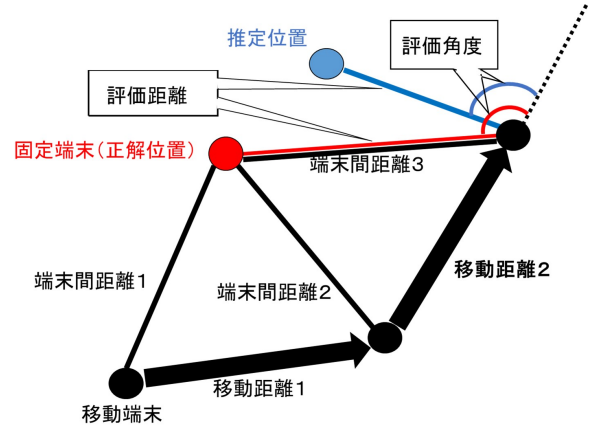 推定位置
評価角度
評価距離
固定端末(正解位置)
端末間距離3
端末間距離1
端末間距離2
移動距離2
移動距離1
移動端末